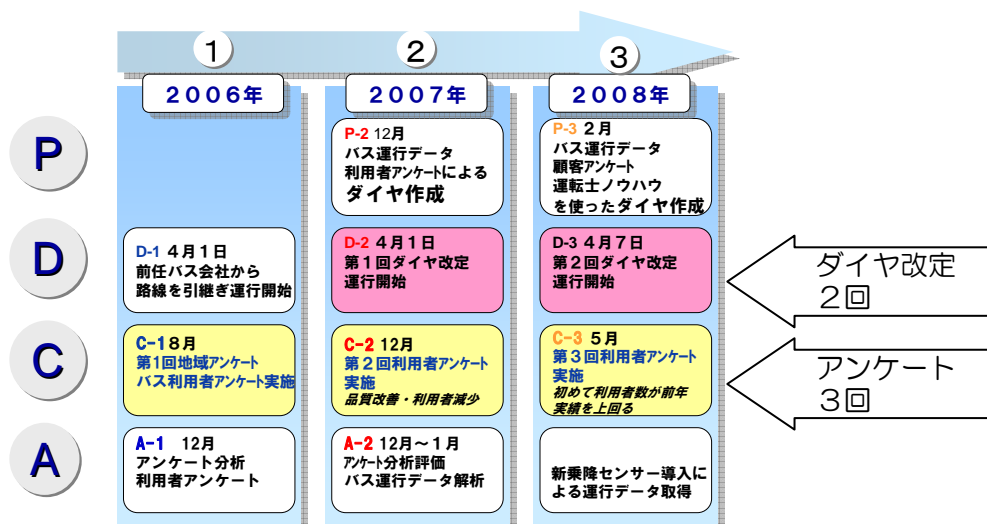 1
2
3
2006年
2007年
2008年
P
P-2 12月
バス運行データ
利用者アンケートによる
ダイヤ作成
P-3 2月
バス運行データ
顧客アンケート
運転士ノウハウ
を使ったダイヤ作成
D
D-1 4月1日
前任バス会社から
路線を引継ぎ運行開始
D-2 4月1日
第1回ダイヤ改定
運行開始
D-3 4月7日
第2回ダイヤ改定
運行開始
ダイヤ改定
2回
C
C-1 8月
第1回地域アンケート
バス利用者アンケート実施
C-2 12月
第2回利用者アンケート
実施
品質改善・利用者減少
C-3 5月
第3回利用者アンケート
実施
初めて利用者数が前年
実績を上回る
アンケート
3回
A
A-1 12月
アンケート分析
利用者アンケート
A-2 12月~1月
アンケート分析評価
バス運行データ解析
新乗降センサー導入に
よる運行データ取得